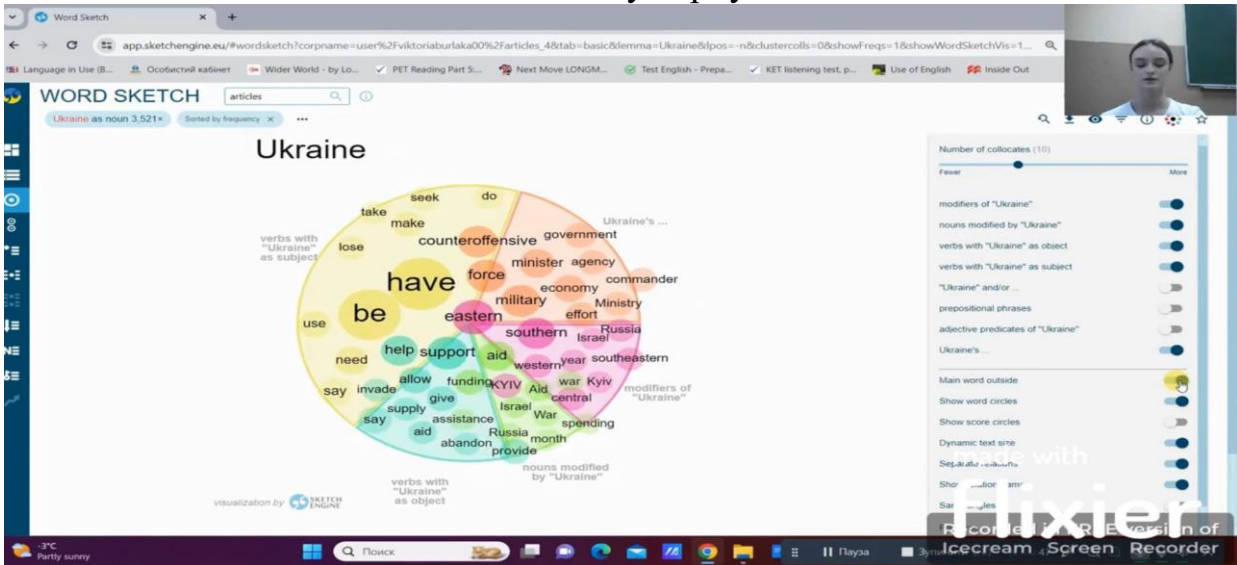 Word Sketch
app.sketchengine.eu/#wordsketch?corpname=user%2Fviktoriaburlaka00%2Farticles_4&tab=basic&lemma=Ukraine&lpos=-n&clustercolls=0&showFreqs=1&showWordSketchVis=1...
Language in Use (B... Особистий кабінет Wider World - by Lo... PET Reading Part 5:... Next Move LONGM... Test English - Prepa... KET listening test, p... Use of English Inside Out
WORD SKETCH articles
Ukraine as noun 3,521× Sorted by frequency × •••
Ukraine
verbs with
"Ukraine"
as subject
seek
do
take
make
lose
have
be
use
need
say
invade
Ukraine's ...
counteroffensive
government
force
minister
agency
commander
economy
military
Ministry
effort
eastern
southern
Israel
Russia
western
year
southeastern
KYIV
war
Kyiv
central
modifiers of
"Ukraine"
help
support
allow
give
supply
say
assistance
aid
abandon
provide
verbs with
"Ukraine"
as object
aid
funding
Aid
Israel
War
spending
Russia
month
nouns modified
by "Ukraine"
visualization by SKETCH
ENGINE
Number of collocates (10)
Fewer More
modifiers of "Ukraine"
nouns modified by "Ukraine"
verbs with "Ukraine" as object
verbs with "Ukraine" as subject
"Ukraine" and/or ...
prepositional phrases
adjective predicates of "Ukraine"
Ukraine's ...
Main word outside
Show word circles
Show score circles
Dynamic text size
made with
flixier
Recorded in FREE version of
Icecream Screen Recorder
-3°C
Partly sunny
Поиск
Пауза